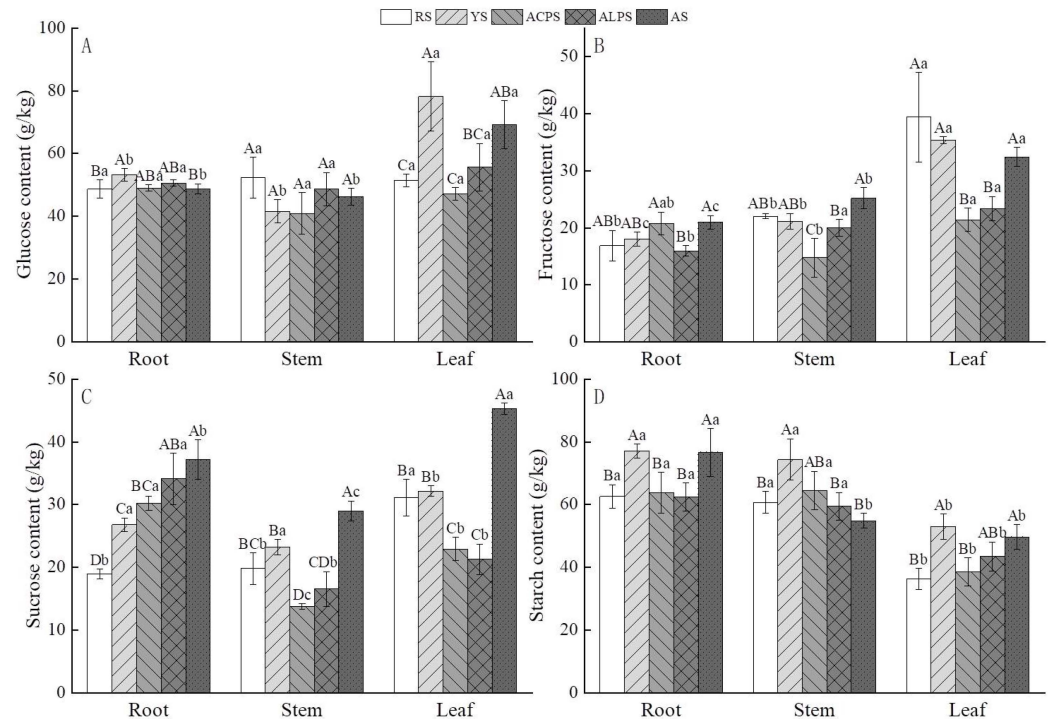 RS YS ACPS ALPS AS
A
Glucose content (g/kg)
100
80
60
40
20
0
Ba Ab ABa ABa Bb
Aa Ab Aa Aa Ab
Ca Aa Ca BCa ABa
Root Stem Leaf
B
Fructose content (g/kg)
50
40
30
20
10
0
ABb ABc Aab Bb Ac
ABb ABb Cb Ba Ab
Aa Aa Ba Ba Aa
Root Stem Leaf
C
Sucrose content (g/kg)
50
40
30
20
10
0
Db Ca BCa ABa Ab
BCb Ba Dc CDb Ac
Ba Bb Cb Cb Aa
Root Stem Leaf
D
Starch content (g/kg)
100
80
60
40
20
0
Ba Aa Ba Ba Aa
Ba Aa ABa Ba Bb
Bb Ab Bb ABb Ab
Root Stem Leaf